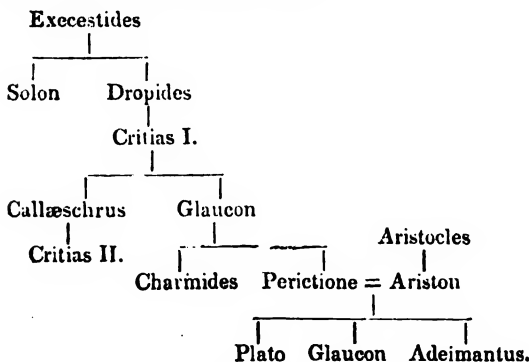 Execestides
Solon Dropides
Critias I.
Callæschrus Glaucon
Critias II.
Aristocles
Charmides Perictione = Ariston
Plato Glaucon Adeimantus.